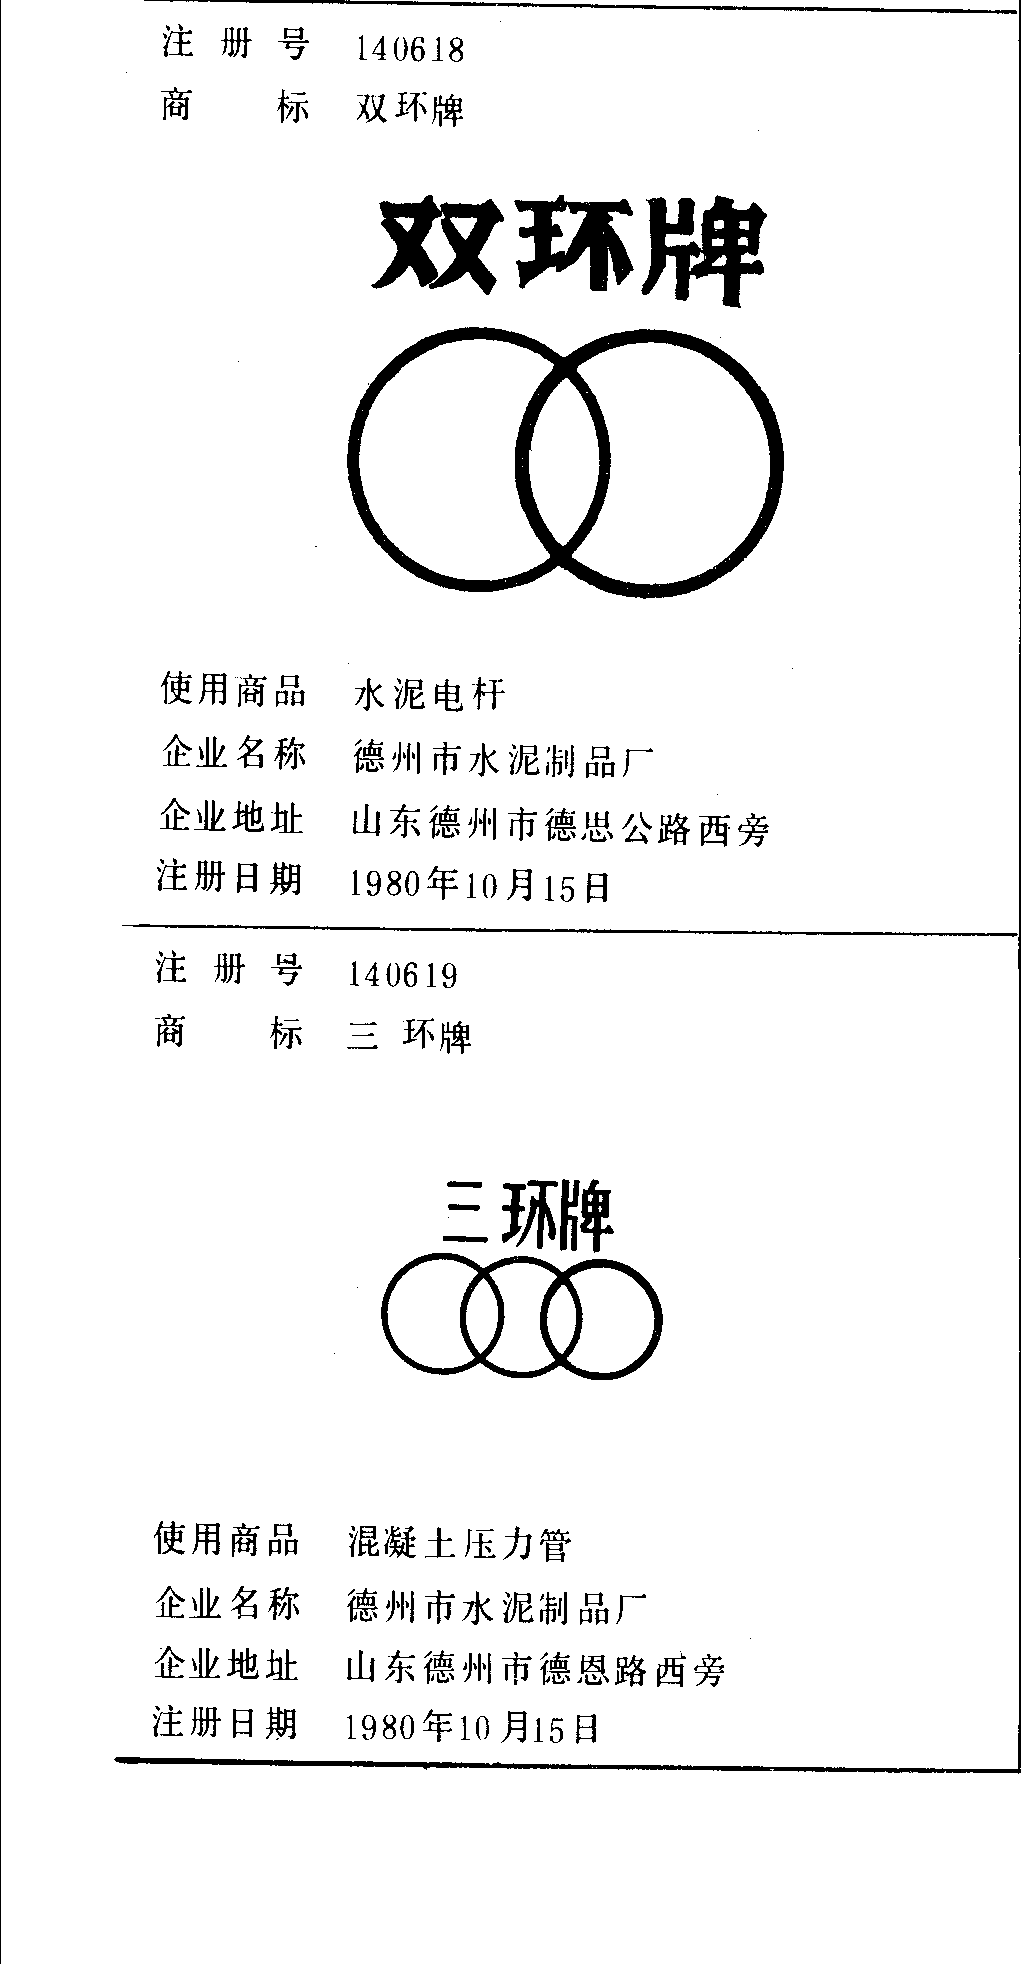 注册号 140618
商标 双环牌
双环牌
使用商品 水泥电杆
企业名称 德州市水泥制品厂
企业地址 山东德州市德思公路西旁
注册日期 1980年10月15日
注册号 140619
商标 三环牌
三环牌
使用商品 混凝土压力管
企业名称 德州市水泥制品厂
企业地址 山东德州市德恩路西旁
注册日期 1980年10月15日